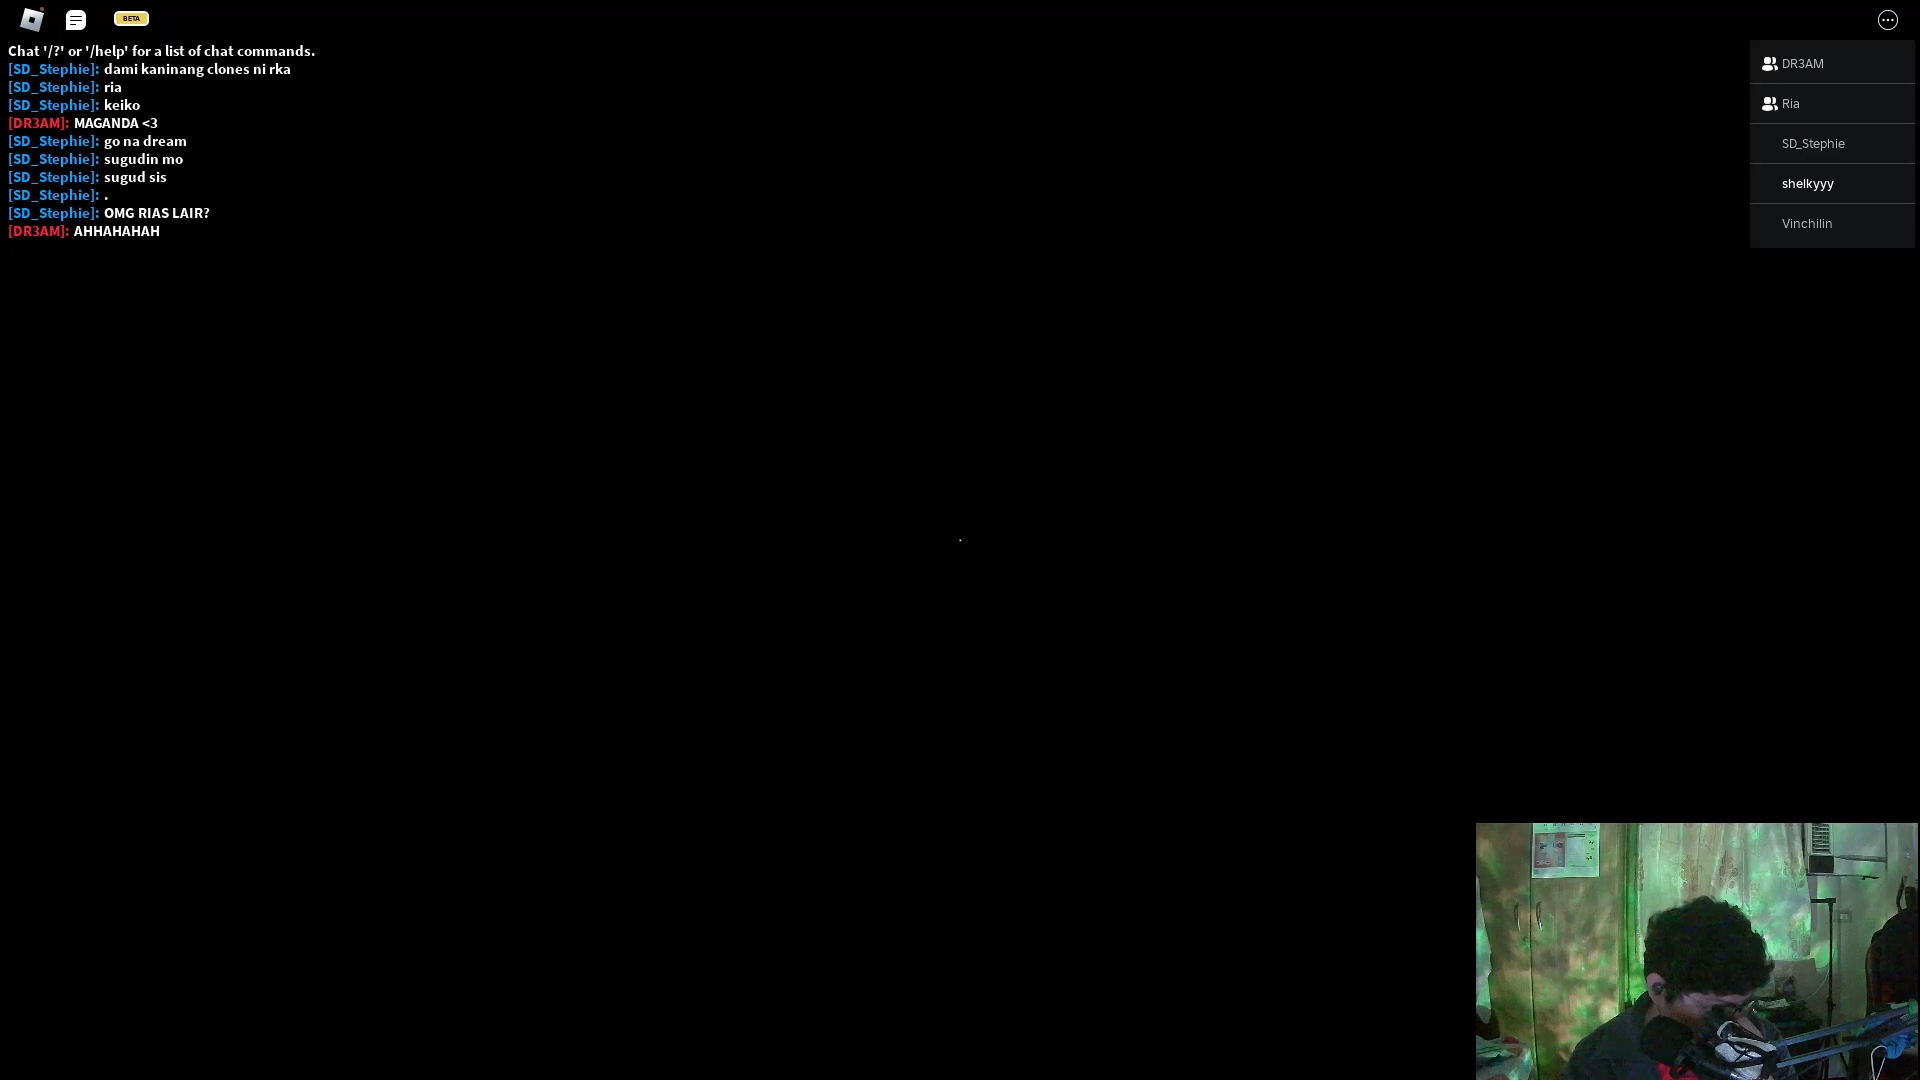 BETA
Chat '/?' or '/help' for a list of chat commands.
[SD_Stephie]: dami kaninang clones ni rka
[SD_Stephie]: ria
[SD_Stephie]: keiko
[DR3AM]: MAGANDA <3
[SD_Stephie]: go na dream
[SD_Stephie]: sugudin mo
[SD_Stephie]: sugud sis
[SD_Stephie]: .
[SD_Stephie]: OMG RIAS LAIR?
[DR3AM]: AHHAHAHAH
DR3AM
Ria
SD_Stephie
shelkyyy
Vinchilin